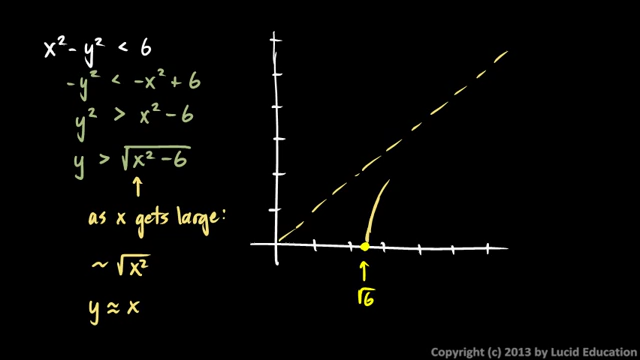 x² - y² < 6
-y² < -x² + 6
y² > x² - 6
y > √(x² - 6)
↑
as x gets large:
~ √x²
y ≈ x
↑
√6
Copyright (c) 2013 by Lucid Education